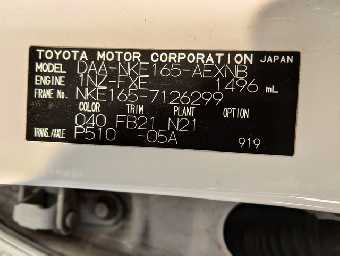 TOYOTA MOTOR CORPORATION JAPAN
MODEL DAA-NKE165-AEXNB
ENGINE 1NZ-FXE 1496 mL
FRAME No. NKE165-7126299
COLOR TRIM PLANT OPTION
040 FB21 N21
TRANS./AXLE P510 -05A 919